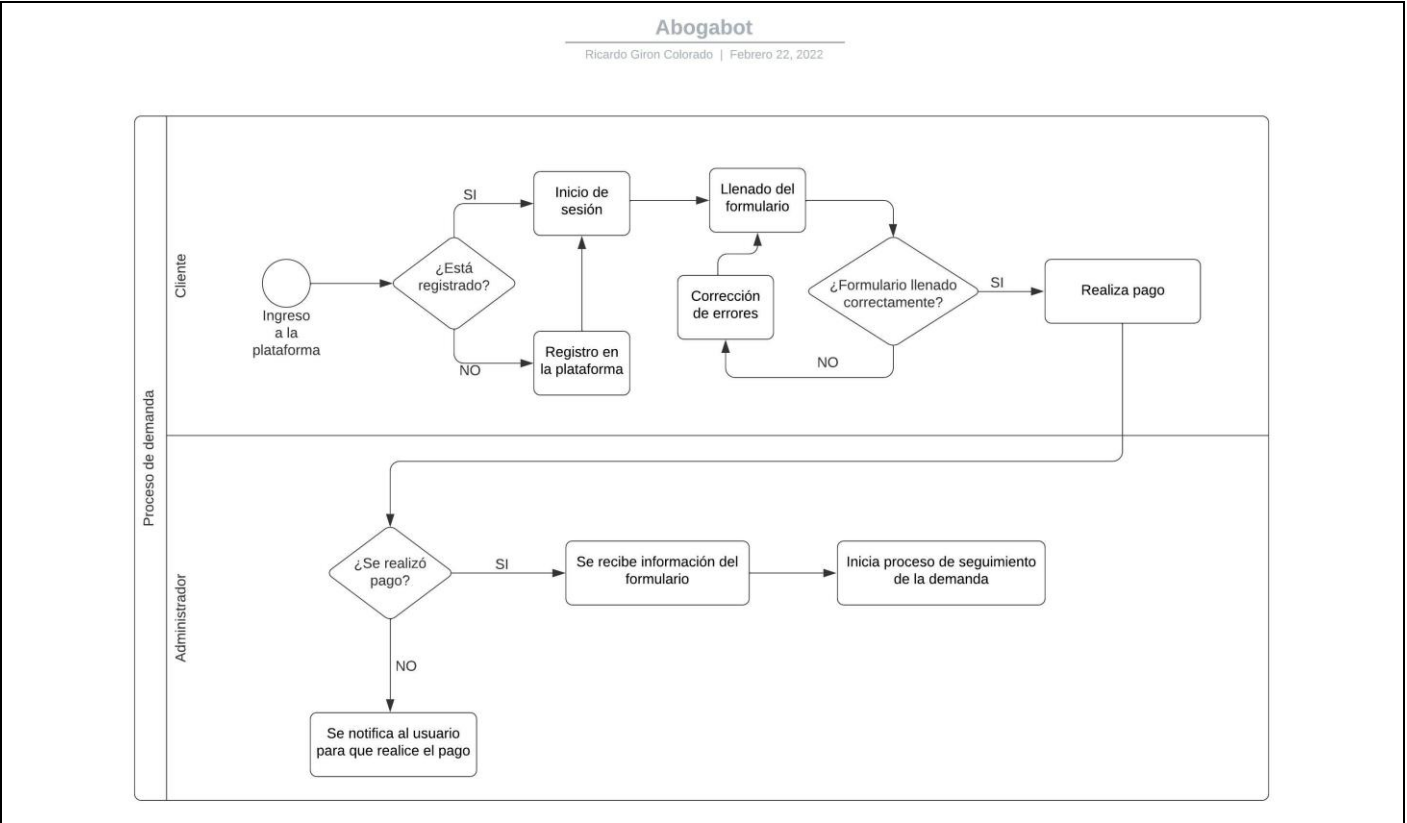 Abogabot
Ricardo Giron Colorado | Febrero 22, 2022
Proceso de demanda
Cliente
Ingreso
a la
plataforma
¿Está
registrado?
SI
NO
Inicio de
sesión
Registro en
la plataforma
Llenado del
formulario
Corrección
de errores
¿Formulario llenado
correctamente?
SI
NO
Realiza pago
Administrador
¿Se realizó
pago?
SI
NO
Se recibe información del
formulario
Inicia proceso de seguimiento
de la demanda
Se notifica al usuario
para que realice el pago